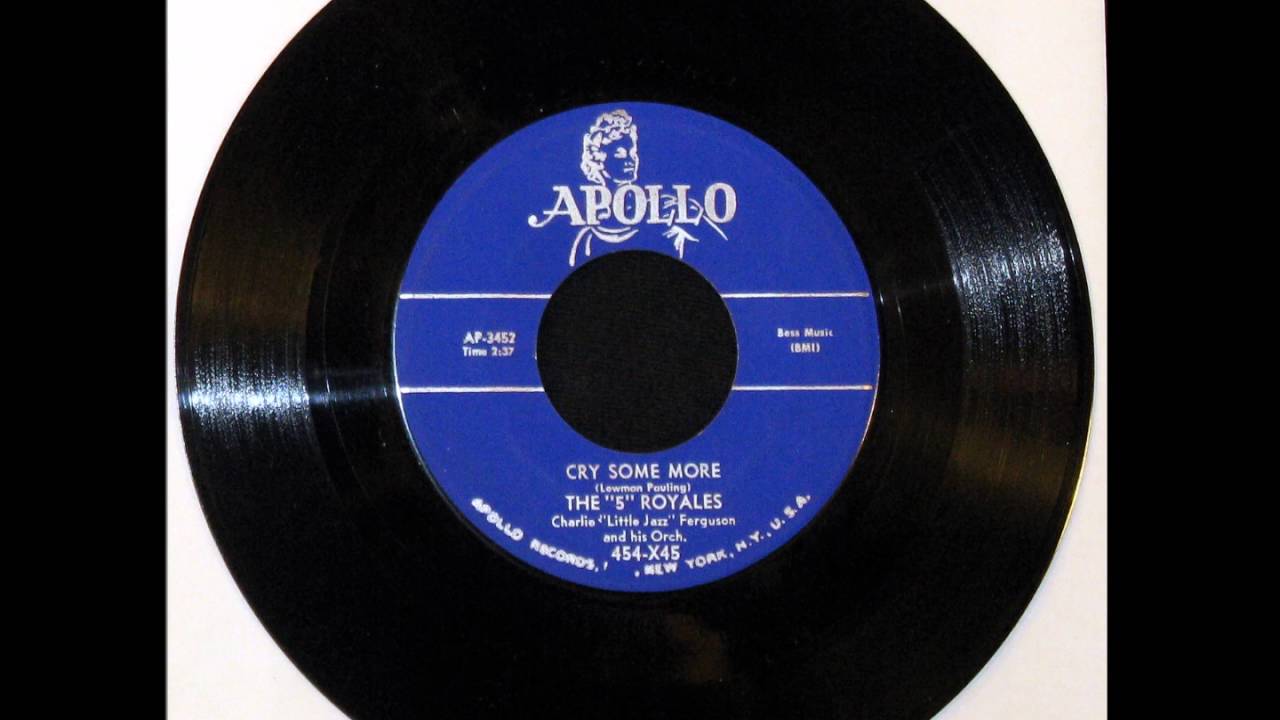 APOLLO
AP-3452
Time 2:37
Bess Music
(BMI)
CRY SOME MORE
(Lowman Pauling)
THE "5" ROYALES
Charlie "Little Jazz" Ferguson
and his Orch.
454-X45
APOLLO RECORDS, , NEW YORK, N.Y., U.S.A.